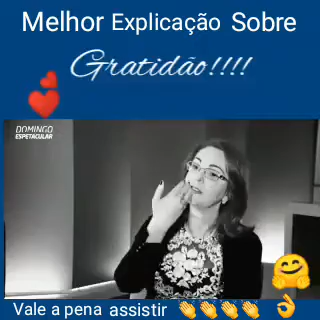 Melhor Explicação Sobre
Gratidão!!!!
DOMINGO
ESPETACULAR
Vale a pena assistir